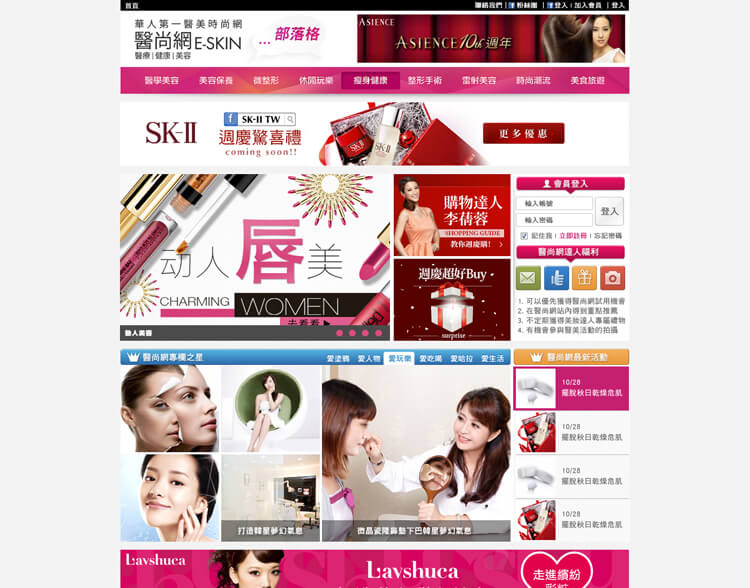 首頁
聯絡我們 | 粉絲團 | 登入 | 加入會員 | 登入
華人第一醫美時尚網
醫尚網E-SKIN
醫療|健康|美容
... 部落格
ASIENCE
ASIENCE 10th 週年
醫學美容 美容保養 微整形 休閒玩樂 瘦身健康 整形手術 雷射美容 時尚潮流 美食旅遊
SK-II
SK-II TW
週慶驚喜禮
coming soon!!
更多優惠
动人唇美
CHARMING WOMEN
去看看
動人美唇
購物達人
李蒨蓉
SHOPPING GUIDE
教你週慶購!
週慶超好Buy
surprise
會員登入
輸入帳號
輸入密碼
登入
記住我 | 立即註冊 | 忘記密碼
醫尚網達人福利
1. 可以優先獲得醫尚網試用機會
2. 在醫尚網站內得到重點推薦
3. 不定期獲得美妝達人專屬禮物
4. 有機會參與醫美活動的拍攝
醫尚網專欄之星
愛塗鴉 愛人物 愛玩樂 愛吃喝 愛哈拉 愛生活
打造韓星夢幻氣息
微晶瓷隆鼻墊下巴韓星夢幻氣息
醫尚網最新活動
10/28
擺脫秋日乾燥危肌
10/28
擺脫秋日乾燥危肌
10/28
擺脫秋日乾燥危肌
10/28
擺脫秋日乾燥危肌
Lavshuca
Lavshuca
走進繽紛